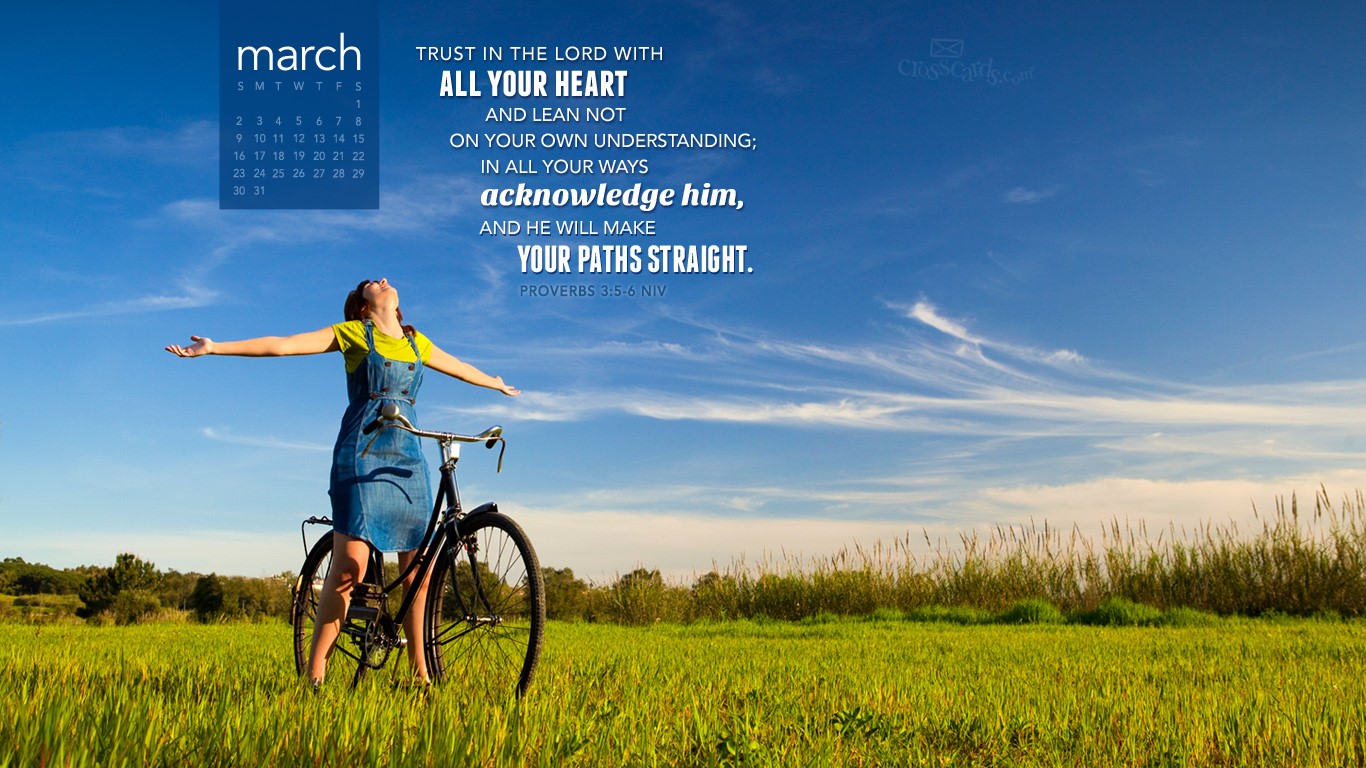 march
S M T W T F S
1
2 3 4 5 6 7 8
9 10 11 12 13 14 15
16 17 18 19 20 21 22
23 24 25 26 27 28 29
30 31
TRUST IN THE LORD WITH
ALL YOUR HEART
AND LEAN NOT
ON YOUR OWN UNDERSTANDING;
IN ALL YOUR WAYS
acknowledge him,
AND HE WILL MAKE
YOUR PATHS STRAIGHT.
PROVERBS 3:5-6 NIV
crosscards.com